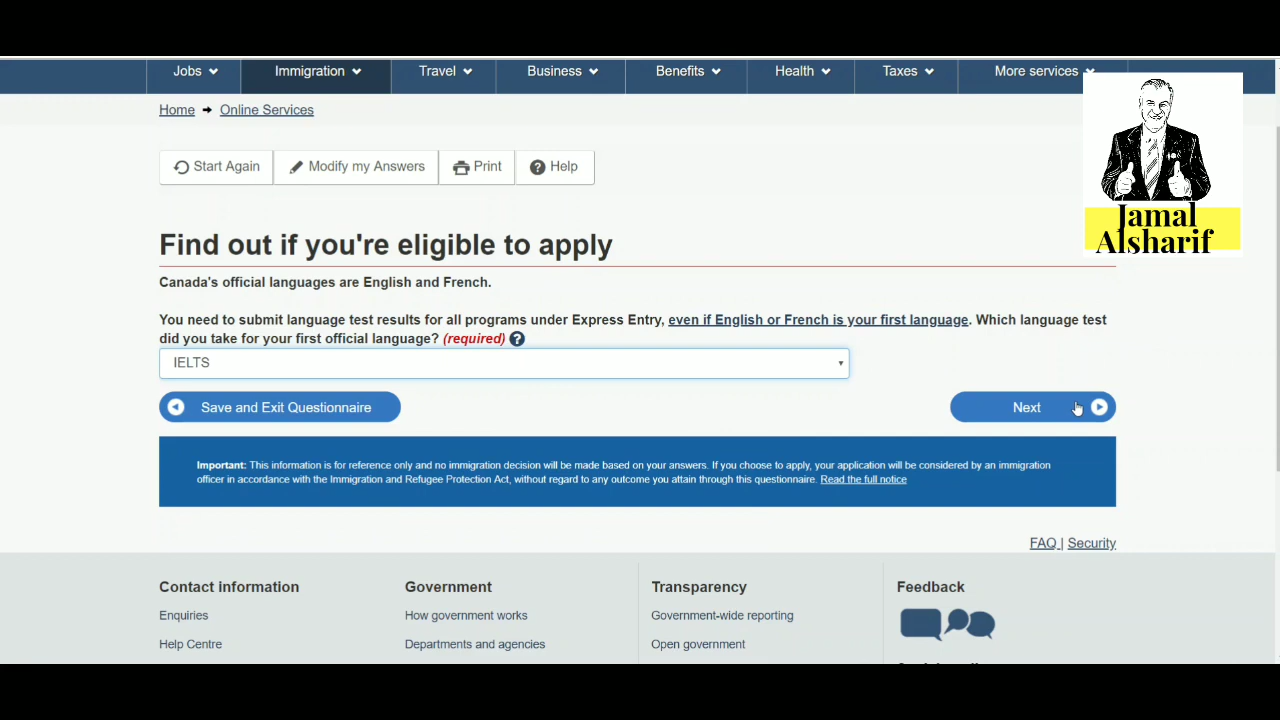 Jobs Immigration Travel Business Benefits Health Taxes More services
Home Online Services
Start Again Modify my Answers Print Help
Jamal
Alsharif
Find out if you're eligible to apply
Canada's official languages are English and French.
You need to submit language test results for all programs under Express Entry, even if English or French is your first language. Which language test
did you take for your first official language? (required) ?
IELTS
Save and Exit Questionnaire Next
Important: This information is for reference only and no immigration decision will be made based on your answers. If you choose to apply, your application will be considered by an immigration
officer in accordance with the Immigration and Refugee Protection Act, without regard to any outcome you attain through this questionnaire. Read the full notice
FAQ | Security
Contact information Government Transparency Feedback
Enquiries How government works Government-wide reporting
Help Centre Departments and agencies Open government